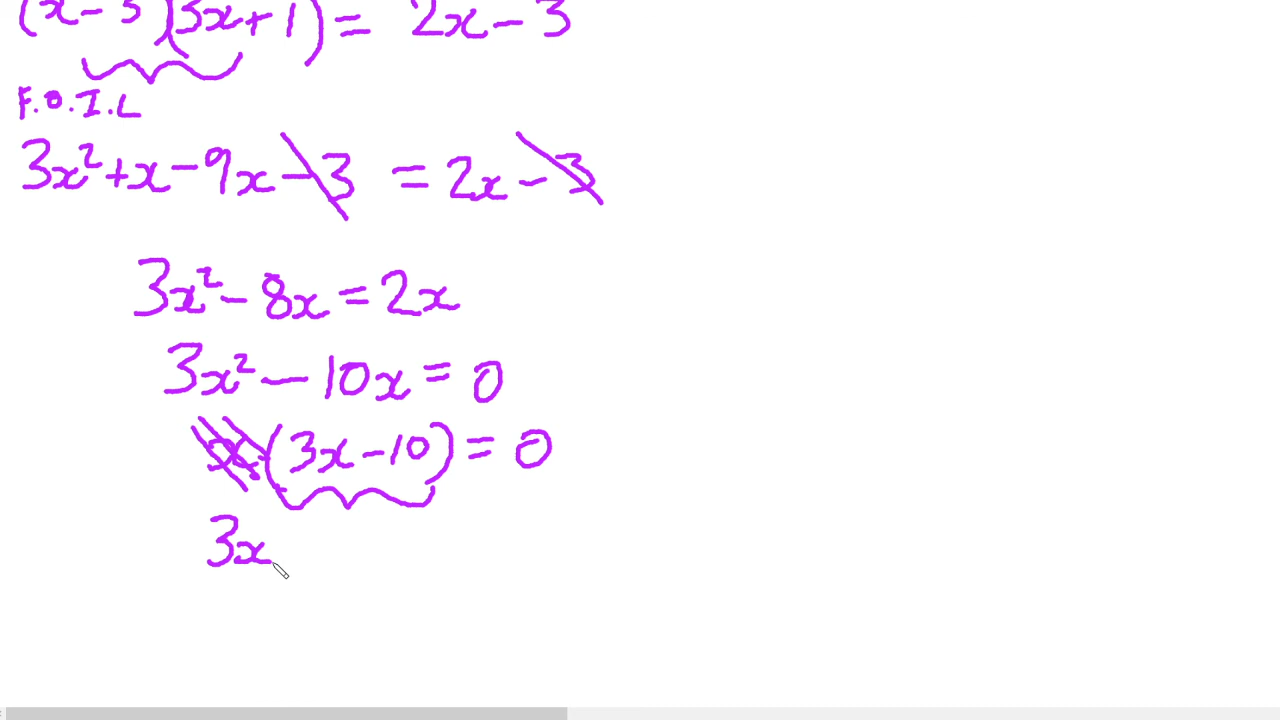 (x-3)(3x+1) = 2x-3
F.O.I.L
3x²+x-9x-3 = 2x-3
3x²-8x=2x
3x²-10x=0
x(3x-10)=0
3x